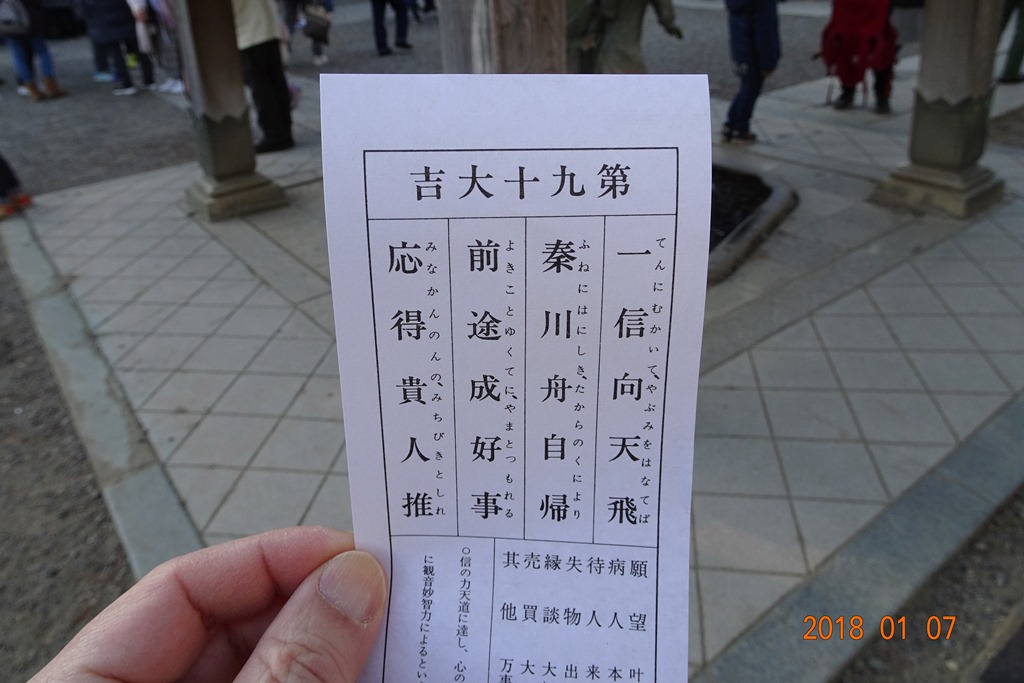 第九十大吉
一信向天飛
てんにむかいて、やぶみをはなてば
秦川舟自帰
ふねにはにしき、たからのくにより
前途成好事
よきことゆくてに、やまとつもれる
応得貴人推
みなかんのんの、みちびきとしれ
願望 叶
病人 本
待人 来
失物 出
縁談 大
売買 大
其他 万事
○信の力天道に達し、心の
に観音妙智力によるとい
2018 01 07